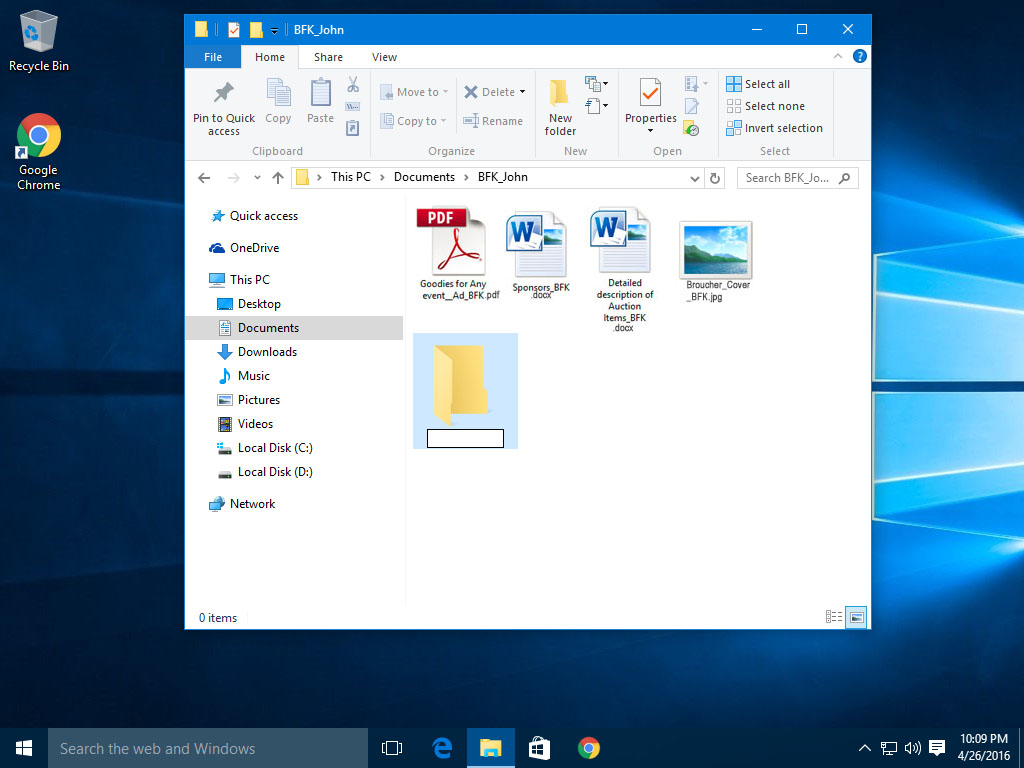 Recycle Bin
Google
Chrome
BFK_John
File
Home
Share
View
?
Pin to Quick
access
Copy
Paste
Clipboard
Move to
Copy to
Delete
Rename
Organize
New
folder
New
Properties
Open
Select all
Select none
Invert selection
Select
This PC
Documents
BFK_John
Search BFK_Jo...
Quick access
OneDrive
This PC
Desktop
Documents
Downloads
Music
Pictures
Videos
Local Disk (C:)
Local Disk (D:)
Network
PDF
Goodies for Any
event__Ad_BFK.pdf
W
Sponsors_BFK
.docx
W
Detailed
description of
Auction
Items_BFK
.docx
Broucher_Cover
_BFK.jpg
0 items
Search the web and Windows
10:09 PM
4/26/2016